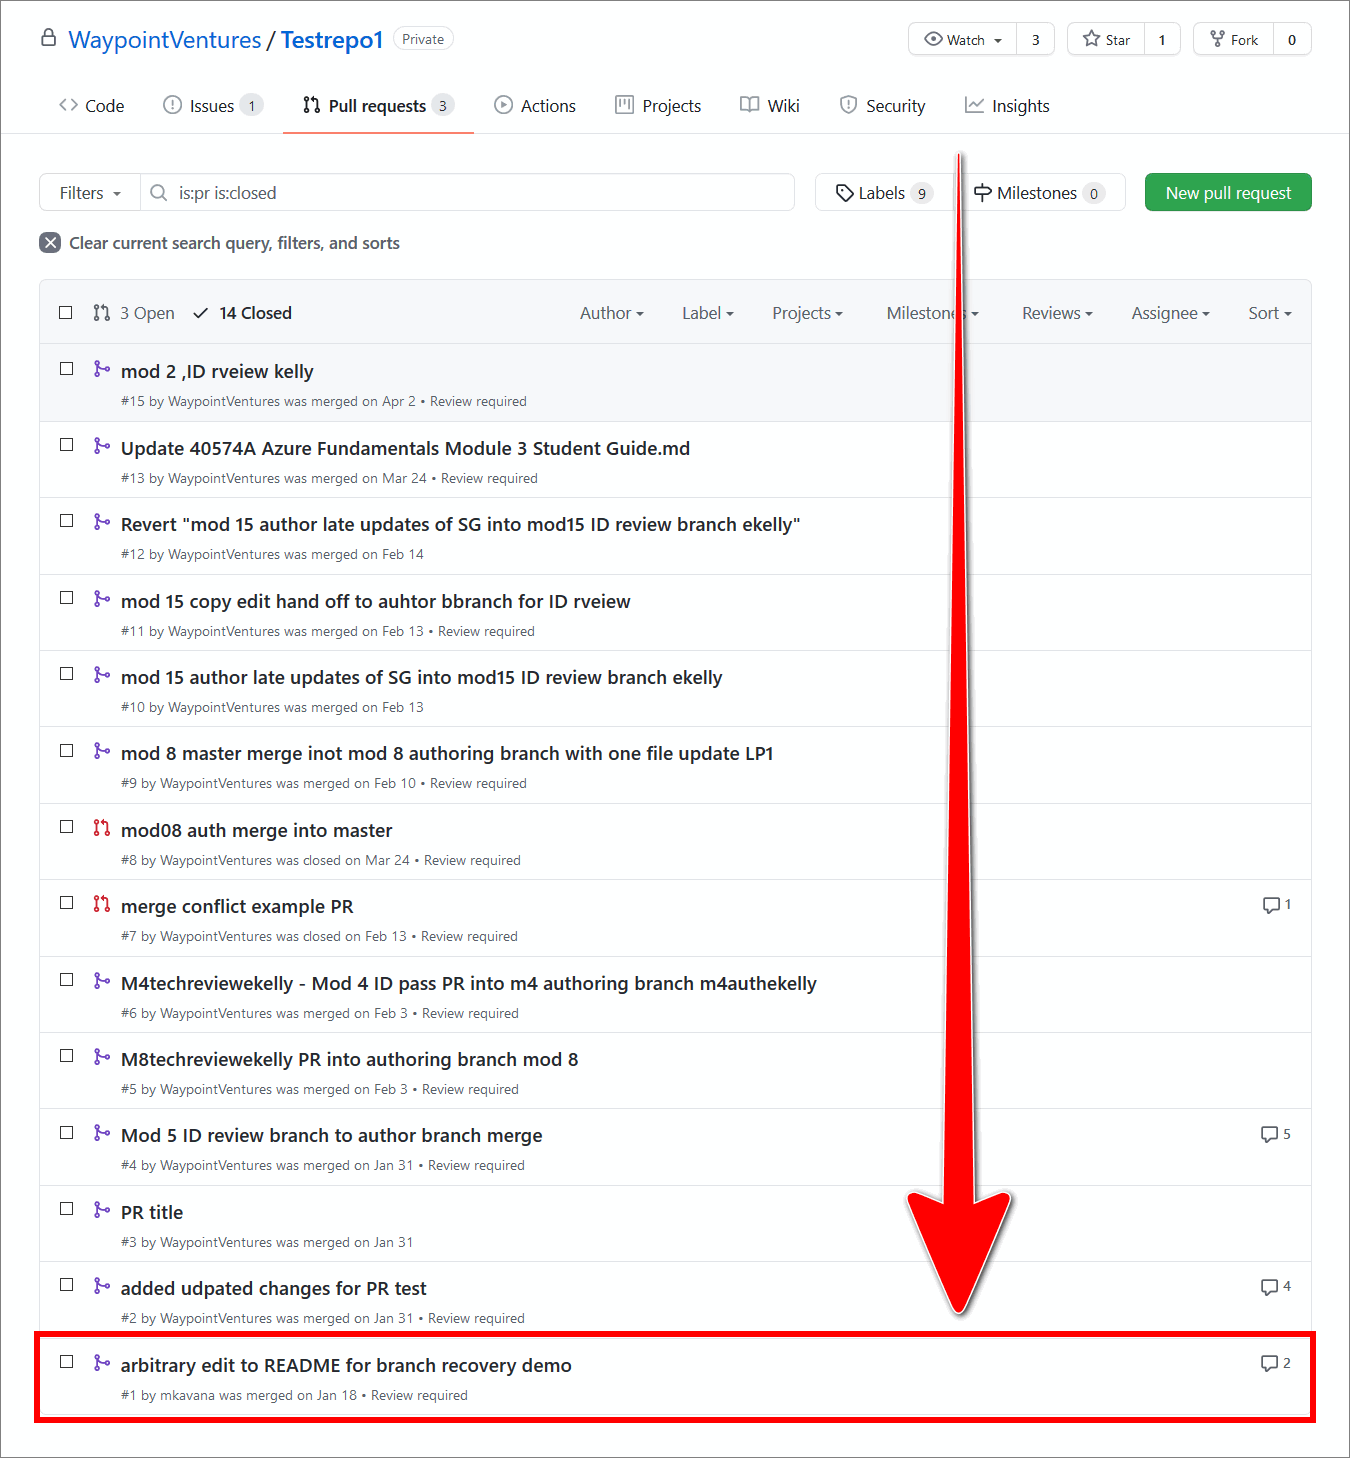 WaypointVentures / Testrepo1 Private Watch 3 Star 1 Fork 0
Code Issues 1 Pull requests 3 Actions Projects Wiki Security Insights
Filters is:pr is:closed Labels 9 Milestones 0 New pull request
Clear current search query, filters, and sorts
3 Open 14 Closed Author Label Projects Milestones Reviews Assignee Sort
mod 2 ,ID rveiew kelly
#15 by WaypointVentures was merged on Apr 2 • Review required
Update 40574A Azure Fundamentals Module 3 Student Guide.md
#13 by WaypointVentures was merged on Mar 24 • Review required
Revert "mod 15 author late updates of SG into mod15 ID review branch ekelly"
#12 by WaypointVentures was merged on Feb 14
mod 15 copy edit hand off to auhtor bbranch for ID rveiew
#11 by WaypointVentures was merged on Feb 13 • Review required
mod 15 author late updates of SG into mod15 ID review branch ekelly
#10 by WaypointVentures was merged on Feb 13
mod 8 master merge inot mod 8 authoring branch with one file update LP1
#9 by WaypointVentures was merged on Feb 10 • Review required
mod08 auth merge into master
#8 by WaypointVentures was closed on Mar 24 • Review required
merge conflict example PR 1
#7 by WaypointVentures was closed on Feb 13 • Review required
M4techreviewekelly - Mod 4 ID pass PR into m4 authoring branch m4authekelly
#6 by WaypointVentures was merged on Feb 3 • Review required
M8techreviewekelly PR into authoring branch mod 8
#5 by WaypointVentures was merged on Feb 3 • Review required
Mod 5 ID review branch to author branch merge 5
#4 by WaypointVentures was merged on Jan 31 • Review required
PR title
#3 by WaypointVentures was merged on Jan 31
added udpated changes for PR test 4
#2 by WaypointVentures was merged on Jan 31 • Review required
arbitrary edit to README for branch recovery demo 2
#1 by mkavana was merged on Jan 18 • Review required